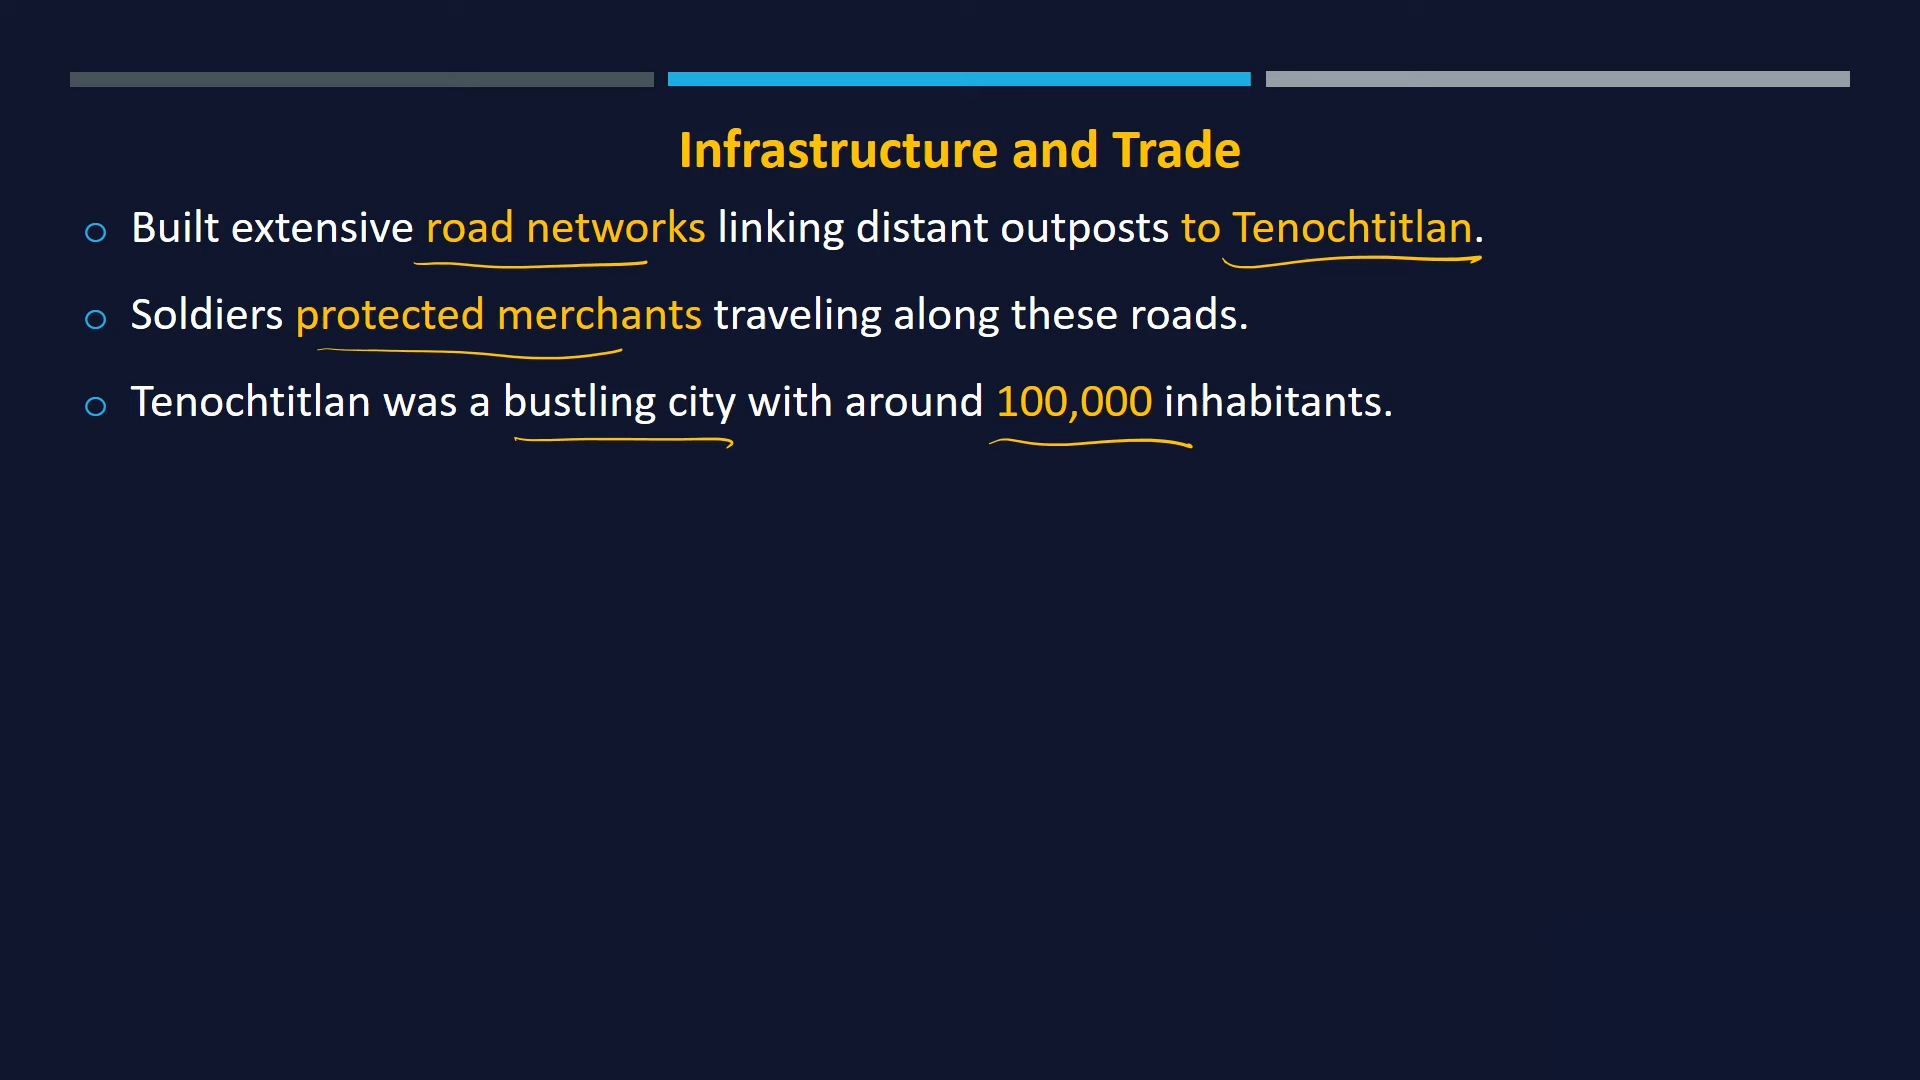 Infrastructure and Trade
Built extensive road networks linking distant outposts to Tenochtitlan.
Soldiers protected merchants traveling along these roads.
Tenochtitlan was a bustling city with around 100,000 inhabitants.